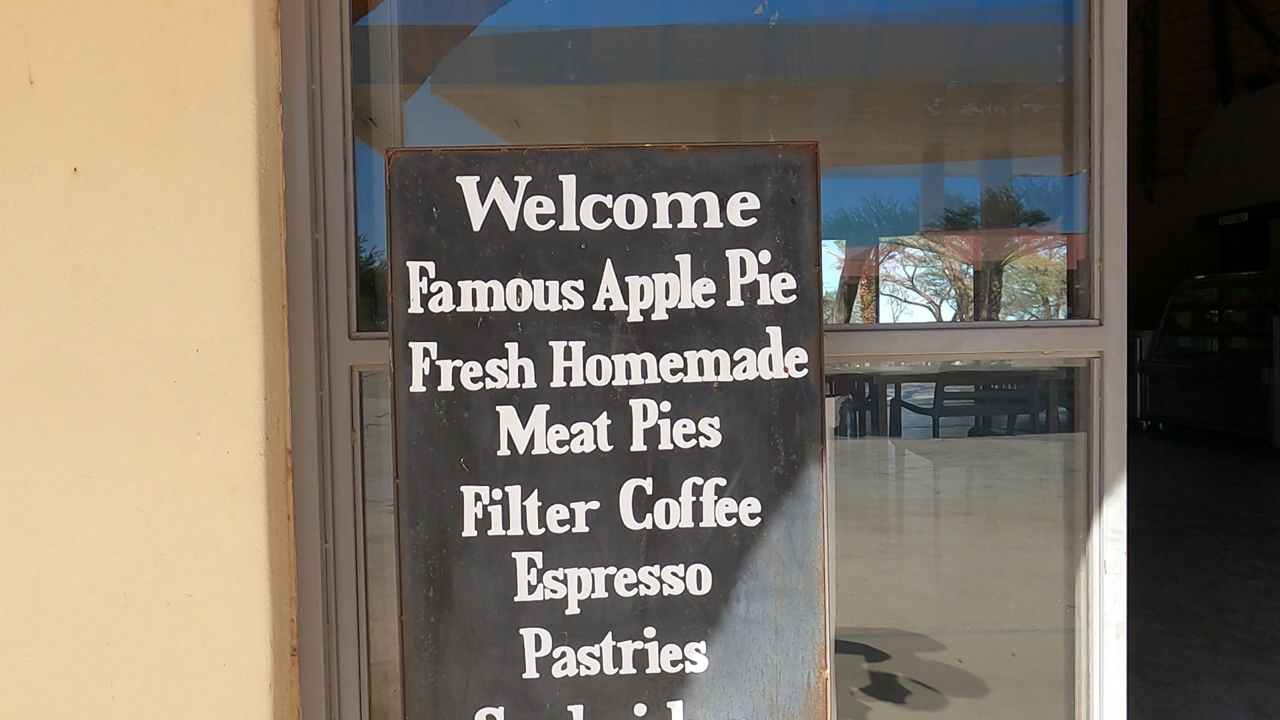 Welcome
Famous Apple Pie
Fresh Homemade
Meat Pies
Filter Coffee
Espresso
Pastries